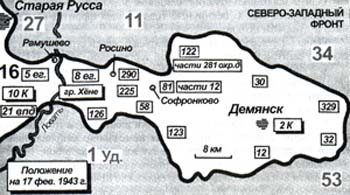 Старая Русса
27
11
СЕВЕРО-ЗАПАДНЫЙ
ФРОНТ
34
Рамушево
Росино
122
части 281 охр.д
16
5 ег.
8 ег.
290
81
части 12
30
10 К
гр. Хёне
225
Софронково
329
21 впд
126
58
Демянск
2 К
32
Ловать
123
8 км
12
Положение
на 17 фев. 1943 г.
1 Уд.
53